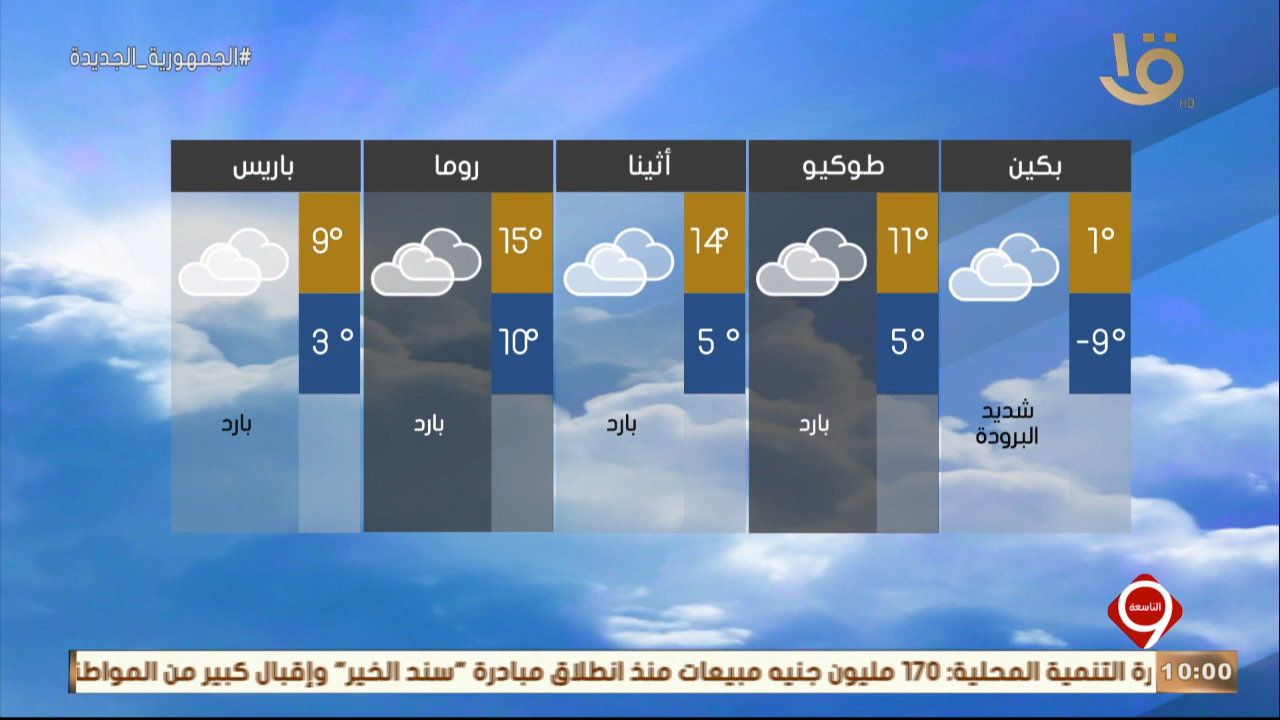 #الجمهورية_الجديدة
HD
بكين
1°
-9°
شديد
البرودة
طوكيو
11°
5°
بارد
أثينا
14°
5°
بارد
روما
15°
10°
بارد
باريس
9°
3°
بارد
التاسعة
9
10:00
رة التنمية المحلية: 170 مليون جنيه مبيعات منذ انطلاق مبادرة "سند الخير" وإقبال كبير من المواط